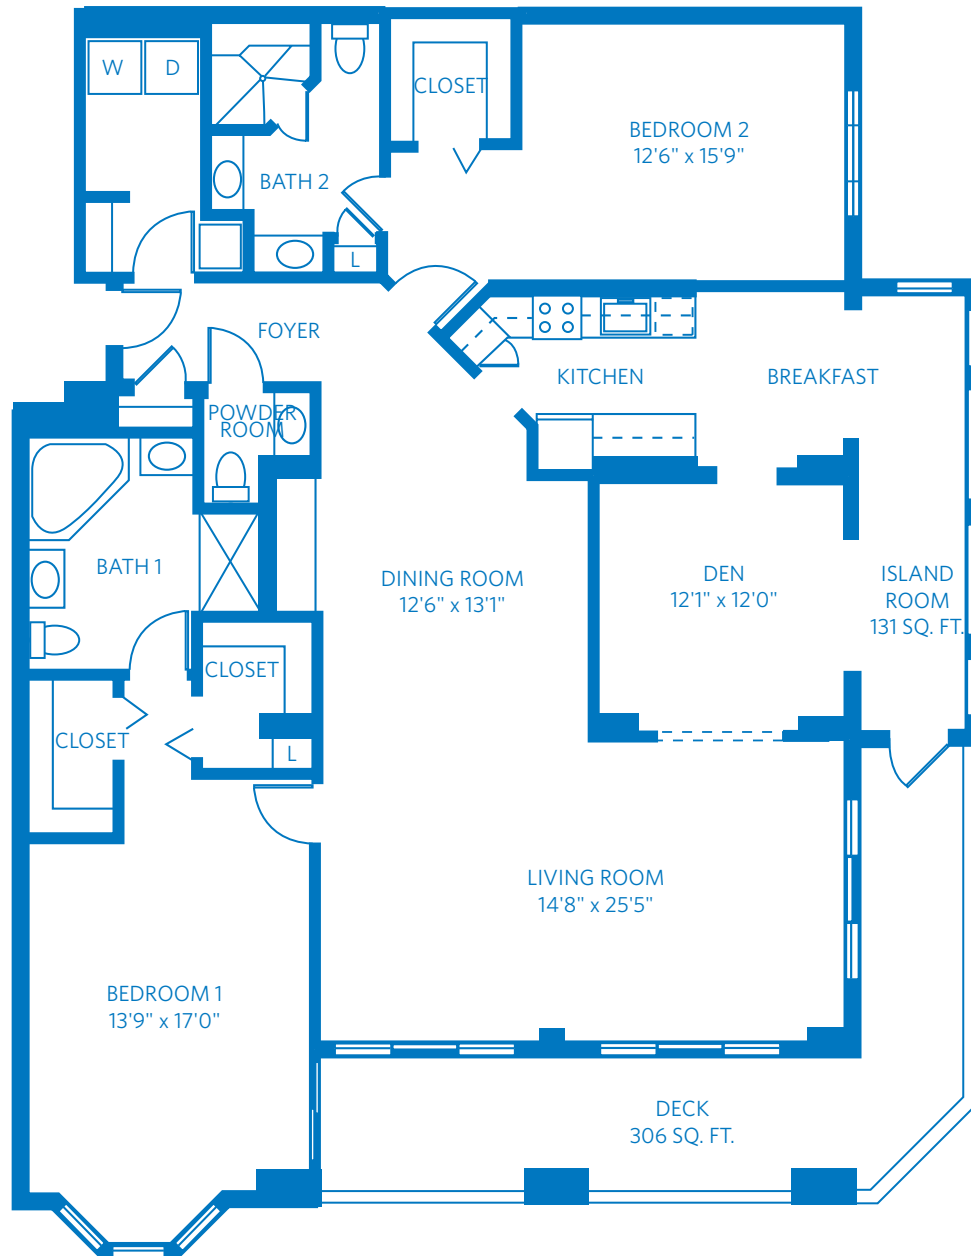 W
D
CLOSET
BEDROOM 2
12'6" x 15'9"
BATH 2
L
FOYER
KITCHEN
BREAKFAST
POWDER
ROOM
BATH 1
DINING ROOM
12'6" x 13'1"
DEN
12'1" x 12'0"
ISLAND
ROOM
131 SQ. FT.
CLOSET
CLOSET
L
LIVING ROOM
14'8" x 25'5"
BEDROOM 1
13'9" x 17'0"
DECK
306 SQ. FT.